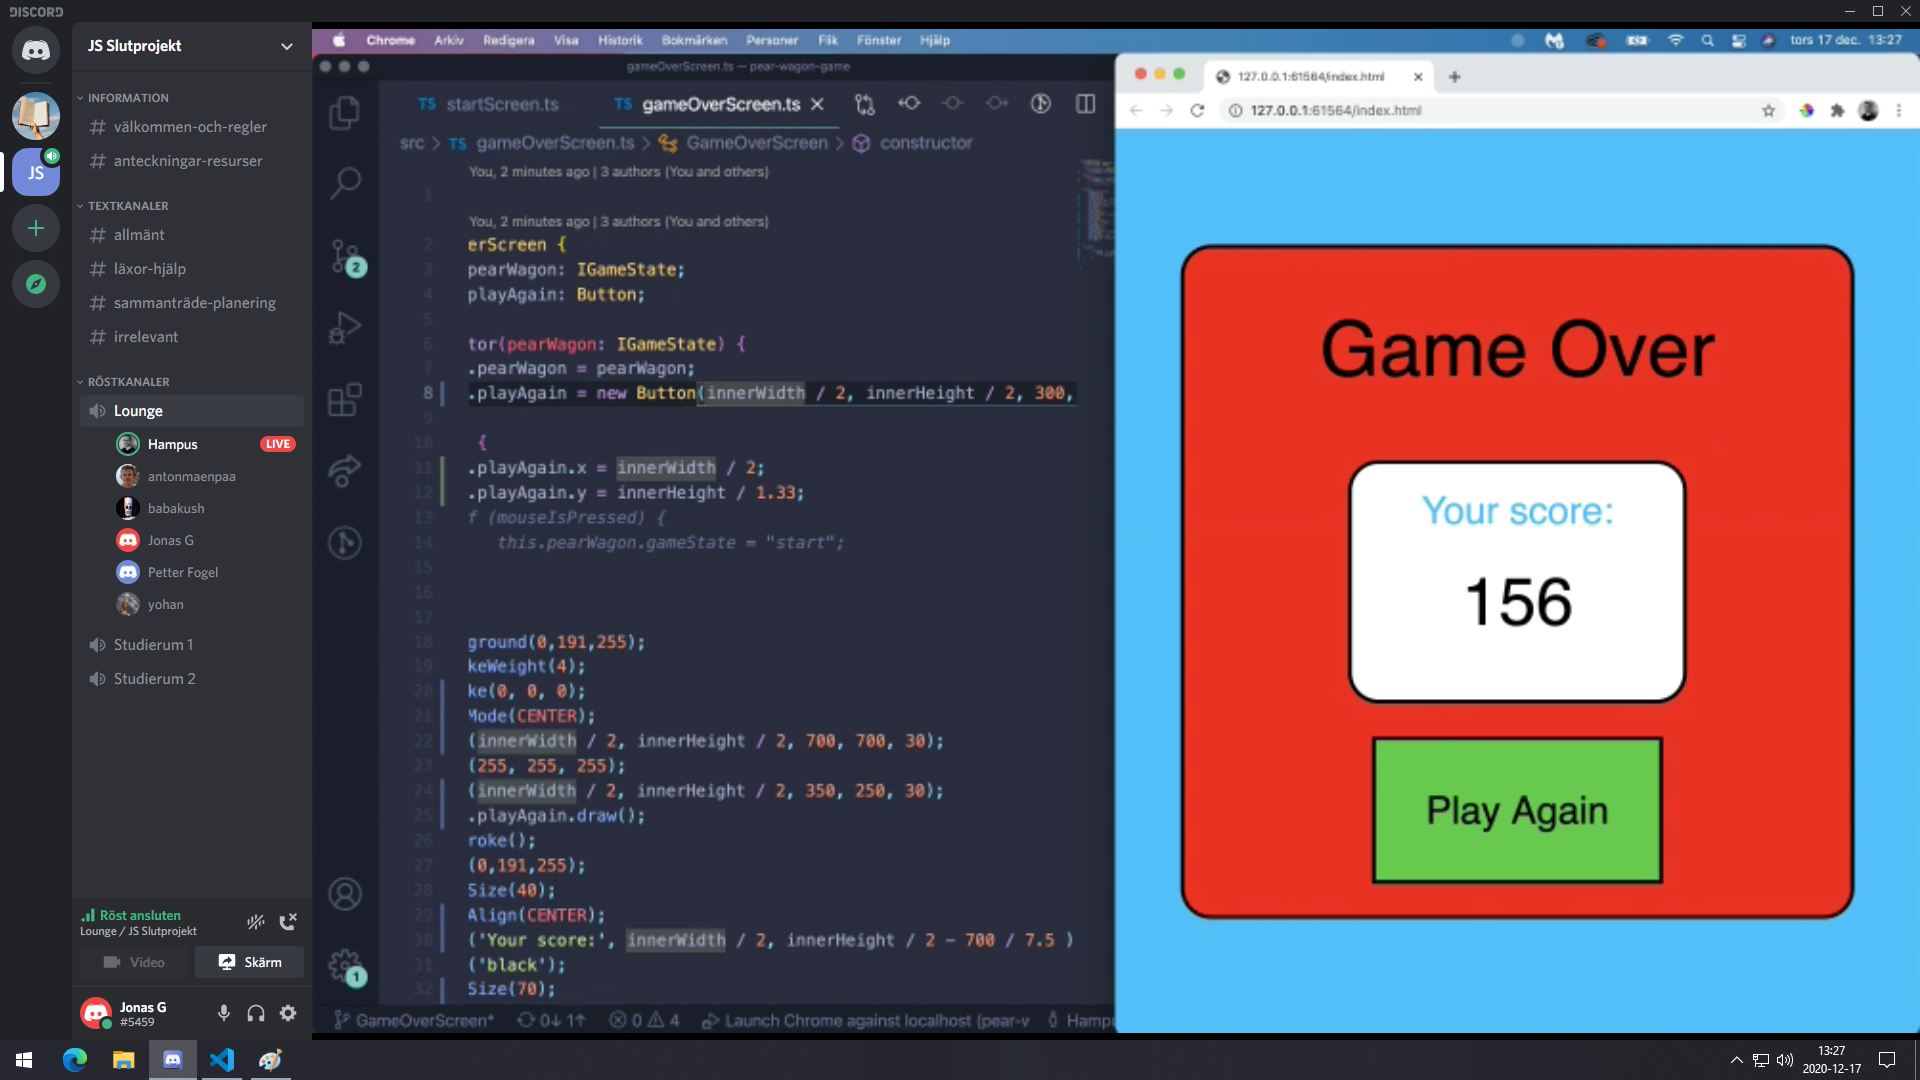 DISCORD
JS Slutprojekt
INFORMATION
# välkommen-och-regler
# anteckningar-resurser
JS
TEXTKANALER
# allmänt
# läxor-hjälp
# sammanträde-planering
# irrelevant
RÖSTKANALER
Lounge
Hampus LIVE
antonmaenpaa
babakush
Jonas G
Petter Fogel
yohan
Studierum 1
Studierum 2
Röst ansluten
Lounge / JS Slutprojekt
Video Skärm
Jonas G
#5459
Chrome Arkiv Redigera Visa Historik Bokmärken Personer Flik Fönster Hjälp tors 17 dec. 13:27
gameOverScreen.ts — pear-wagon-game
TS startScreen.ts TS gameOverScreen.ts
src > TS gameOverScreen.ts > GameOverScreen > constructor
You, 2 minutes ago | 3 authors (You and others)
1
You, 2 minutes ago | 3 authors (You and others)
2 erScreen {
3 pearWagon: IGameState;
4 playAgain: Button;
5
6 tor(pearWagon: IGameState) {
7 .pearWagon = pearWagon;
8 .playAgain = new Button(innerWidth / 2, innerHeight / 2, 300,
9
10 {
11 .playAgain.x = innerWidth / 2;
12 .playAgain.y = innerHeight / 1.33;
13 f (mouseIsPressed) {
14 this.pearWagon.gameState = "start";
15
16
17
18 ground(0,191,255);
19 keWeight(4);
20 ke(0, 0, 0);
21 Mode(CENTER);
22 (innerWidth / 2, innerHeight / 2, 700, 700, 30);
23 (255, 255, 255);
24 (innerWidth / 2, innerHeight / 2, 350, 250, 30);
25 .playAgain.draw();
26 roke();
27 (0,191,255);
28 Size(40);
29 Align(CENTER);
30 ('Your score:', innerWidth / 2, innerHeight / 2 - 700 / 7.5 )
31 ('black');
32 Size(70);
2
1
GameOverScreen* 0↓ 1↑ 0 4 Launch Chrome against localhost (pear-w Hampu
127.0.0.1:61564/index.html
127.0.0.1:61564/index.html
Game Over
Your score:
156
Play Again
13:27
2020-12-17